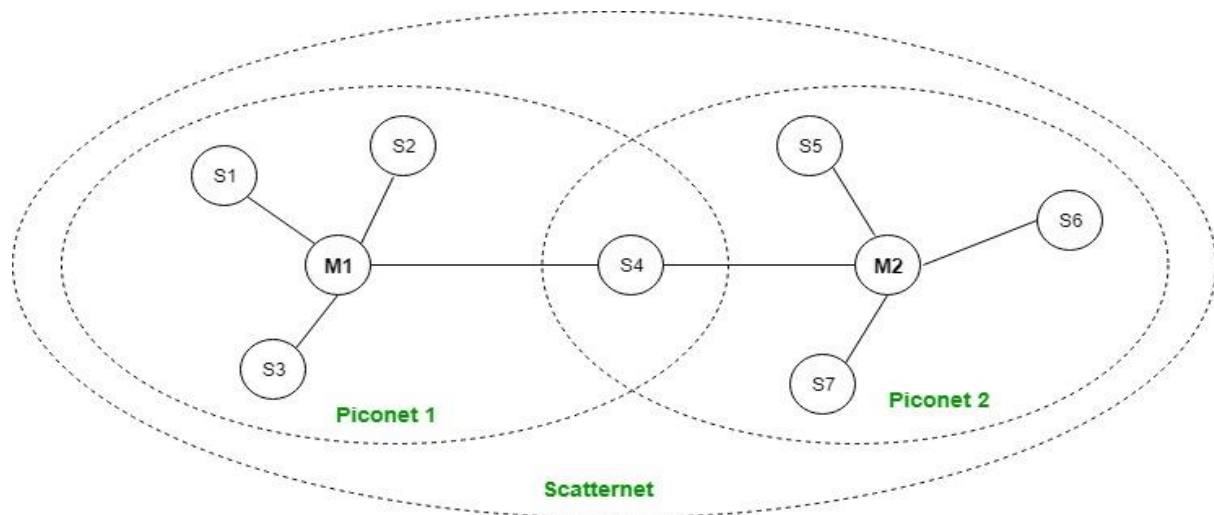 S1
S2
M1
S3
S4
S5
S6
M2
S7
Piconet 1
Piconet 2
Scatternet